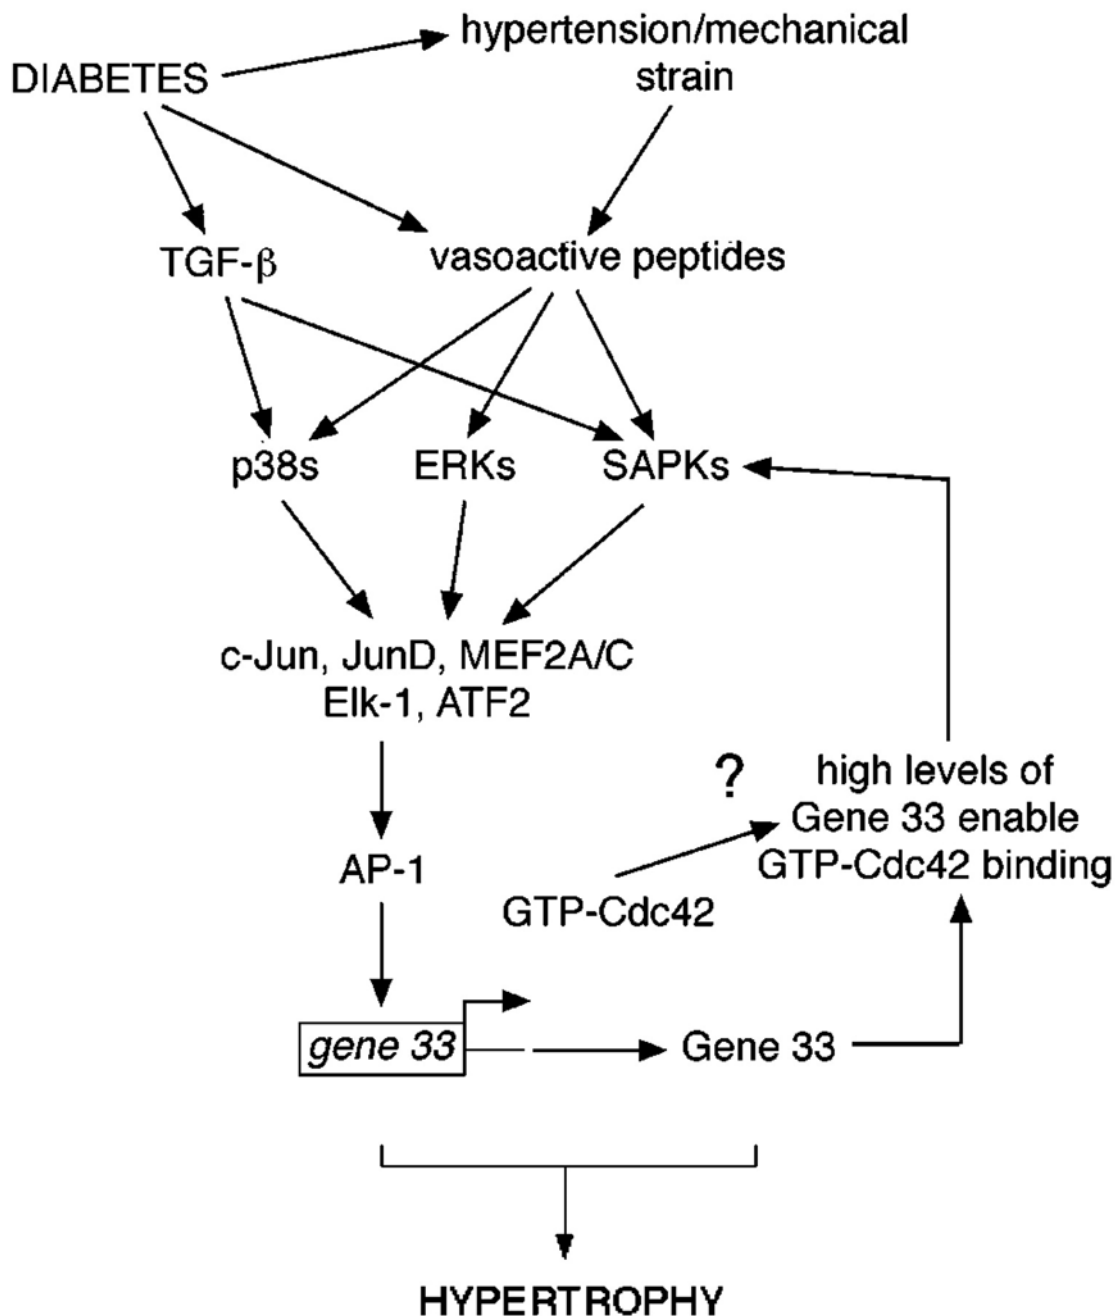 hypertension/mechanical
strain
DIABETES
TGF-β
vasoactive peptides
p38s
ERKs
SAPKs
c-Jun, JunD, MEF2A/C
Elk-1, ATF2
?
high levels of
Gene 33 enable
GTP-Cdc42 binding
AP-1
GTP-Cdc42
gene 33
Gene 33
HYPERTROPHY